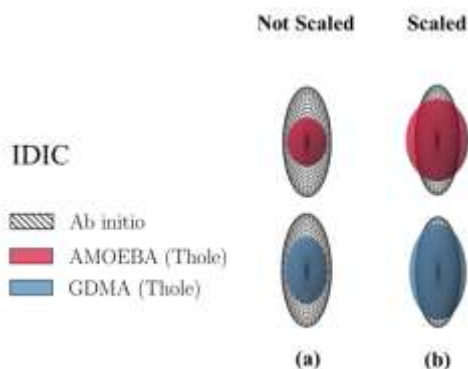 Not Scaled Scaled
IDIC
Ab initio
AMOEBA (Thole)
GDMA (Thole)
(a) (b)